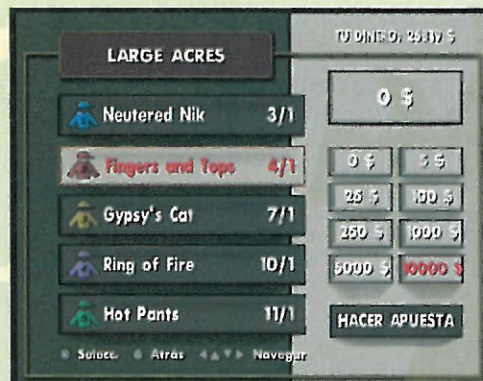 TU DINERO:
LARGE ACRES
0 $
Neutered Nik 3/1
Fingers and Tops 4/1
Gypsy's Cat 7/1
Ring of Fire 10/1
Hot Pants 11/1
0 $ 5 $
25 $ 100 $
250 $ 1000 $
5000 $ 10000 $
HACER APUESTA
Selecc. Atrás Navegar